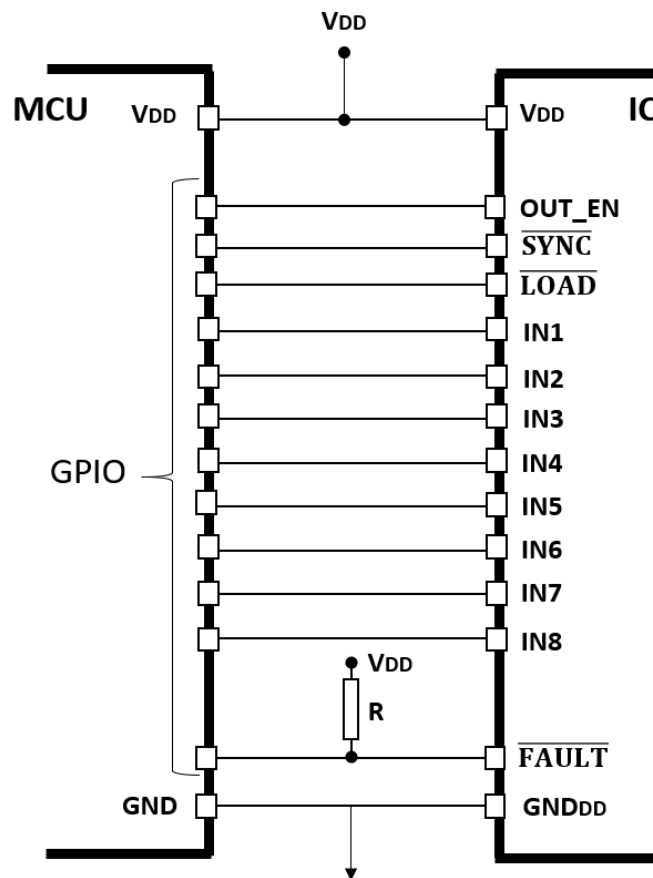 VDD
MCU
VDD
VDD
IC
OUT_EN
SYNC
LOAD
IN1
IN2
IN3
IN4
GPIO
IN5
IN6
IN7
IN8
VDD
R
FAULT
GND
GNDDD